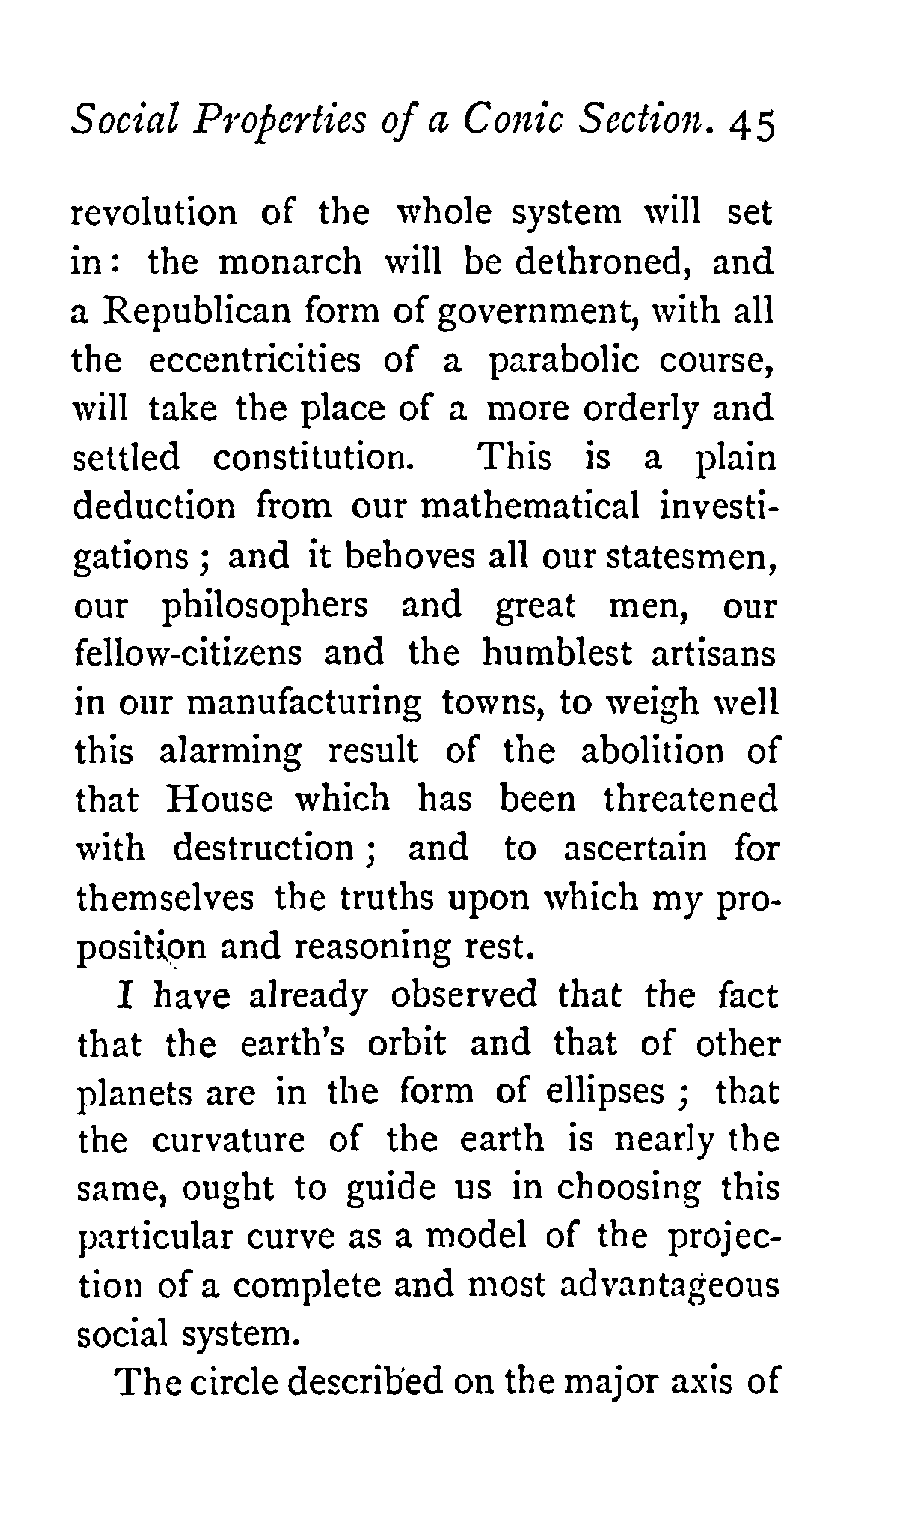 Social Properties of a Conic Section. 45
revolution of the whole system will set
in : the monarch will be dethroned, and
a Republican form of government, with all
the eccentricities of a parabolic course,
will take the place of a more orderly and
settled constitution. This is a plain
deduction from our mathematical investi-
gations ; and it behoves all our statesmen,
our philosophers and great men, our
fellow-citizens and the humblest artisans
in our manufacturing towns, to weigh well
this alarming result of the abolition of
that House which has been threatened
with destruction ; and to ascertain for
themselves the truths upon which my pro-
position and reasoning rest.
I have already observed that the fact
that the earth's orbit and that of other
planets are in the form of ellipses ; that
the curvature of the earth is nearly the
same, ought to guide us in choosing this
particular curve as a model of the projec-
tion of a complete and most advantageous
social system.
The circle described on the major axis of